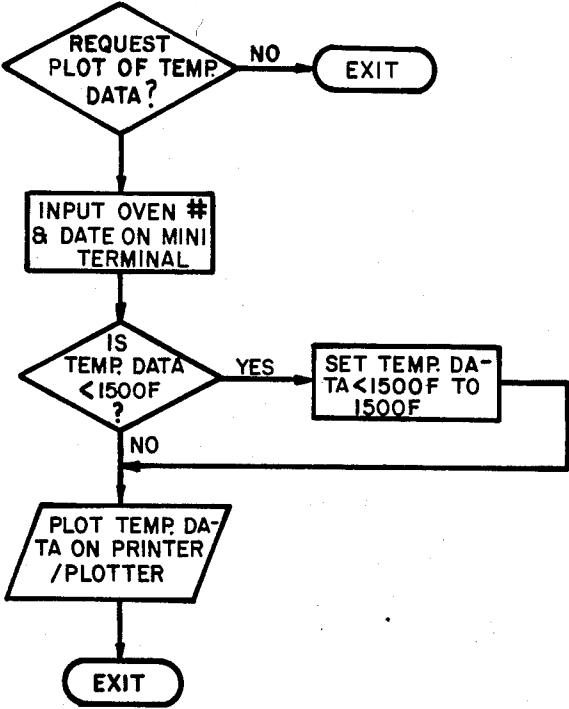 REQUEST
PLOT OF TEMP.
DATA?
NO
EXIT
INPUT OVEN #
& DATE ON MINI
TERMINAL
IS
TEMP. DATA
<1500F
?
YES
SET TEMP. DA-
TA<1500F TO
1500F
NO
PLOT TEMP. DA-
TA ON PRINTER
/PLOTTER
EXIT